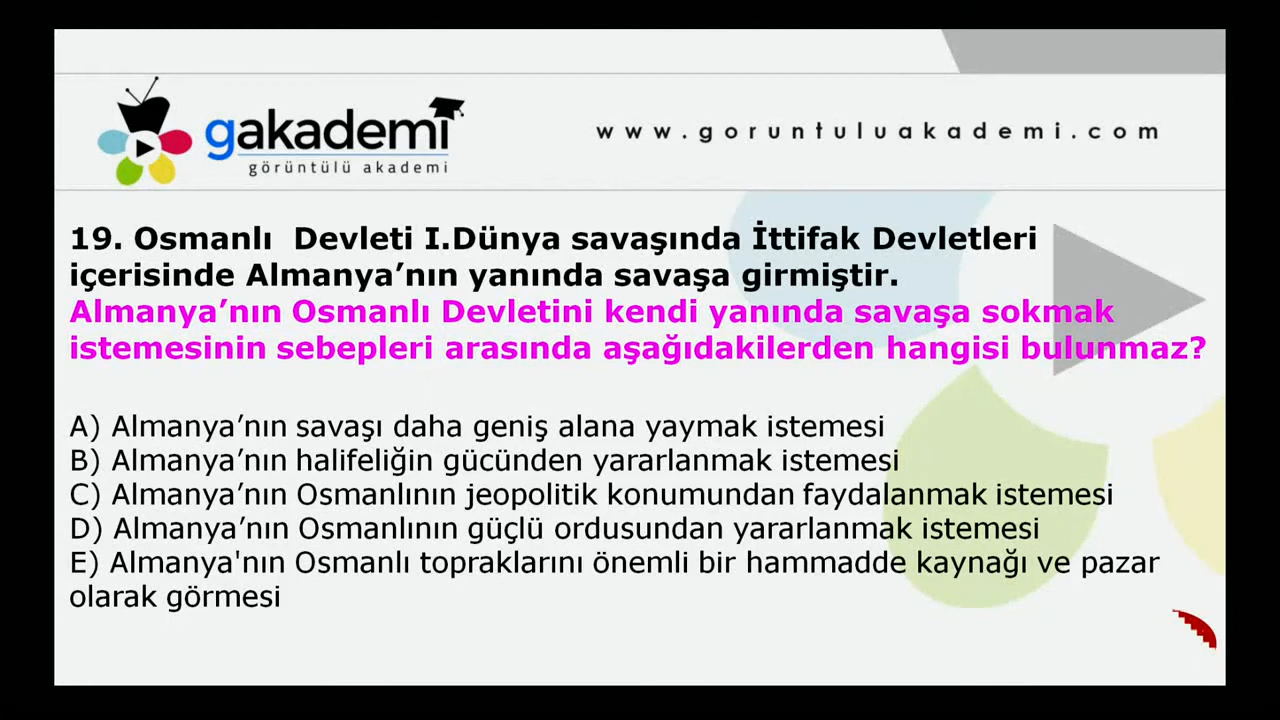 gakademi
görüntülü akademi
www.goruntuluakademi.com
19. Osmanlı Devleti I.Dünya savaşında İttifak Devletleri
içerisinde Almanya’nın yanında savaşa girmiştir.
Almanya’nın Osmanlı Devletini kendi yanında savaşa sokmak
istemesinin sebepleri arasında aşağıdakilerden hangisi bulunmaz?
A) Almanya’nın savaşı daha geniş alana yaymak istemesi
B) Almanya’nın halifeliğin gücünden yararlanmak istemesi
C) Almanya’nın Osmanlının jeopolitik konumundan faydalanmak istemesi
D) Almanya’nın Osmanlının güçlü ordusundan yararlanmak istemesi
E) Almanya'nın Osmanlı topraklarını önemli bir hammadde kaynağı ve pazar
olarak görmesi